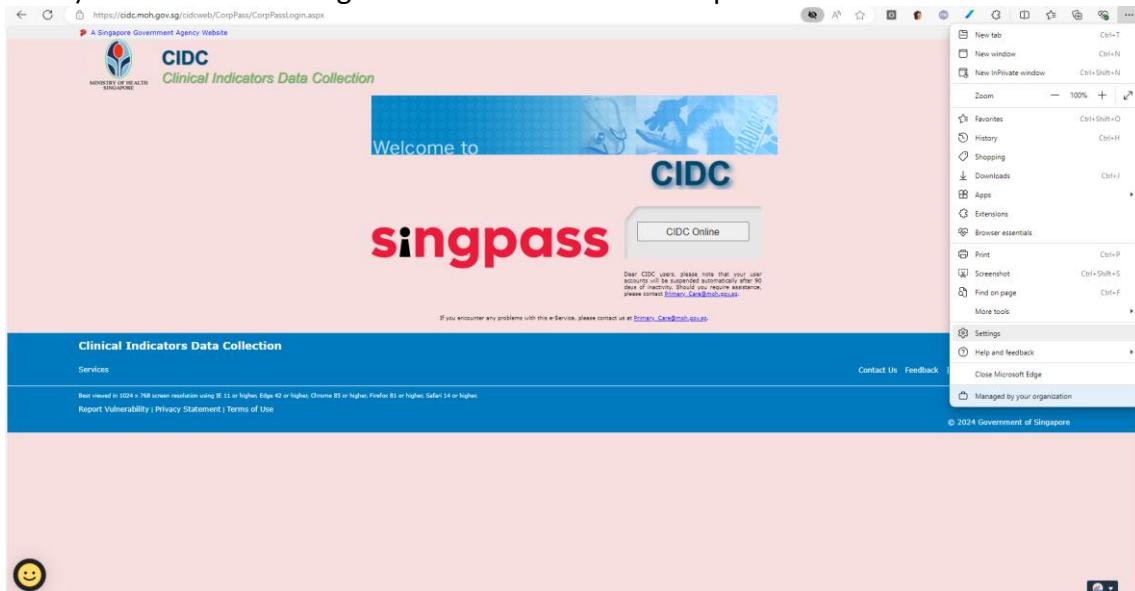 https://cidc.moh.gov.sg/cidcweb/CorpPass/CorpPassLogin.aspx
A Singapore Government Agency Website
MINISTRY OF HEALTH
SINGAPORE
CIDC
Clinical Indicators Data Collection
Welcome to
CIDC
singpass
CIDC Online
Dear CIDC users, please note that your user
accounts will be suspended automatically after 90
days of inactivity. Should you require assistance,
please contact Primary_Care@moh.gov.sg.
If you encounter any problems with this e-Service, please contact us at Primary_Care@moh.gov.sg.
Clinical Indicators Data Collection
Services
Contact Us Feedback |
Best viewed in 1024 x 768 screen resolution using IE 11 or higher, Edge 42 or higher, Chrome 85 or higher, Firefox 81 or higher, Safari 14 or higher.
Report Vulnerability | Privacy Statement | Terms of Use
© 2024 Government of Singapore
New tab Ctrl+T
New window Ctrl+N
New InPrivate window Ctrl+Shift+N
Zoom — 100% +
Favorites Ctrl+Shift+O
History Ctrl+H
Shopping
Downloads Ctrl+J
Apps
Extensions
Browser essentials
Print Ctrl+P
Screenshot Ctrl+Shift+S
Find on page Ctrl+F
More tools
Settings
Help and feedback
Close Microsoft Edge
Managed by your organization